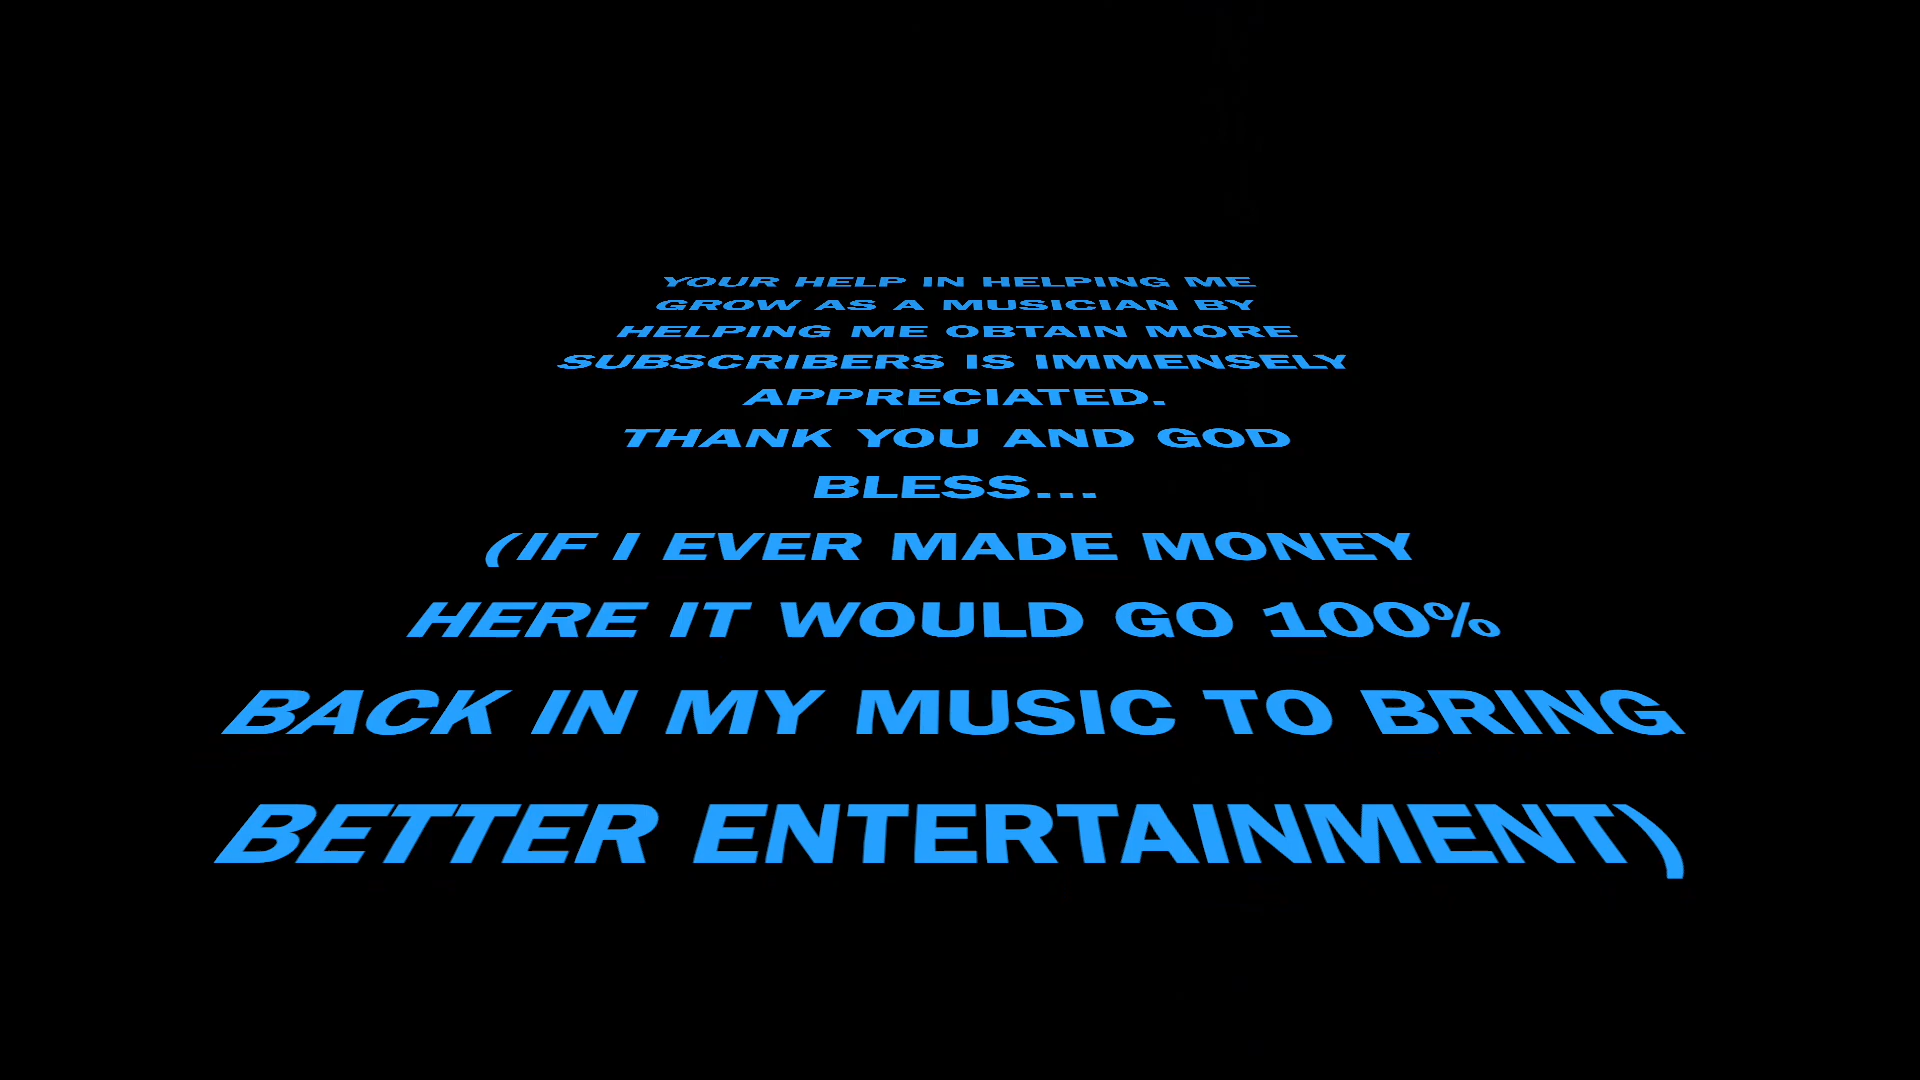 YOUR HELP IN HELPING ME
GROW AS A MUSICIAN BY
HELPING ME OBTAIN MORE
SUBSCRIBERS IS IMMENSELY
APPRECIATED.
THANK YOU AND GOD
BLESS...
(IF I EVER MADE MONEY
HERE IT WOULD GO 100%
BACK IN MY MUSIC TO BRING
BETTER ENTERTAINMENT)